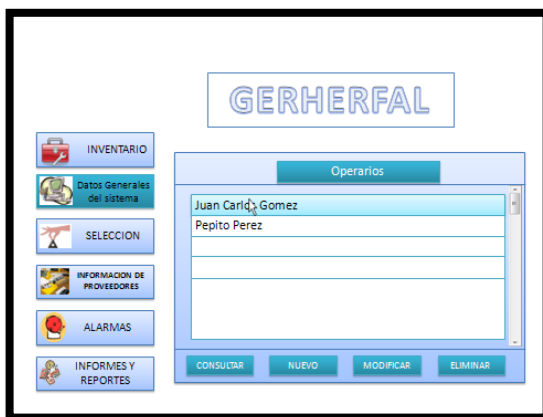 GERHERFAL
INVENTARIO
Datos Generales
del sistema
SELECCION
INFORMACION DE
PROVEEDORES
ALARMAS
INFORMES Y
REPORTES
Operarios
Juan Carlos Gomez
Pepito Perez
CONSULTAR
NUEVO
MODIFICAR
ELIMINAR